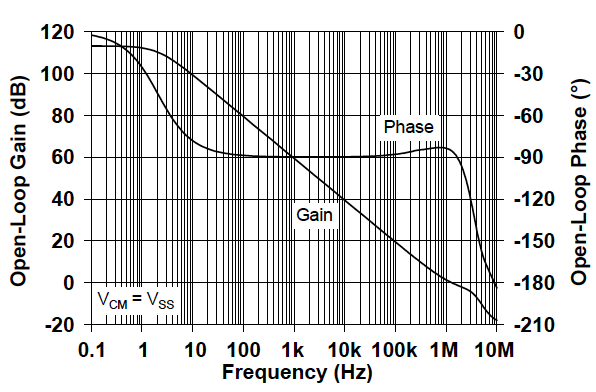 120 0
100 -30
80 -60
Phase
60 -90
40 -120
Gain
20 -150
0 -180
VCM = VSS
-20 -210
0.1 1 10 100 1k 10k 100k 1M 10M
Frequency (Hz)
Open-Loop Gain (dB)
Open-Loop Phase (°)